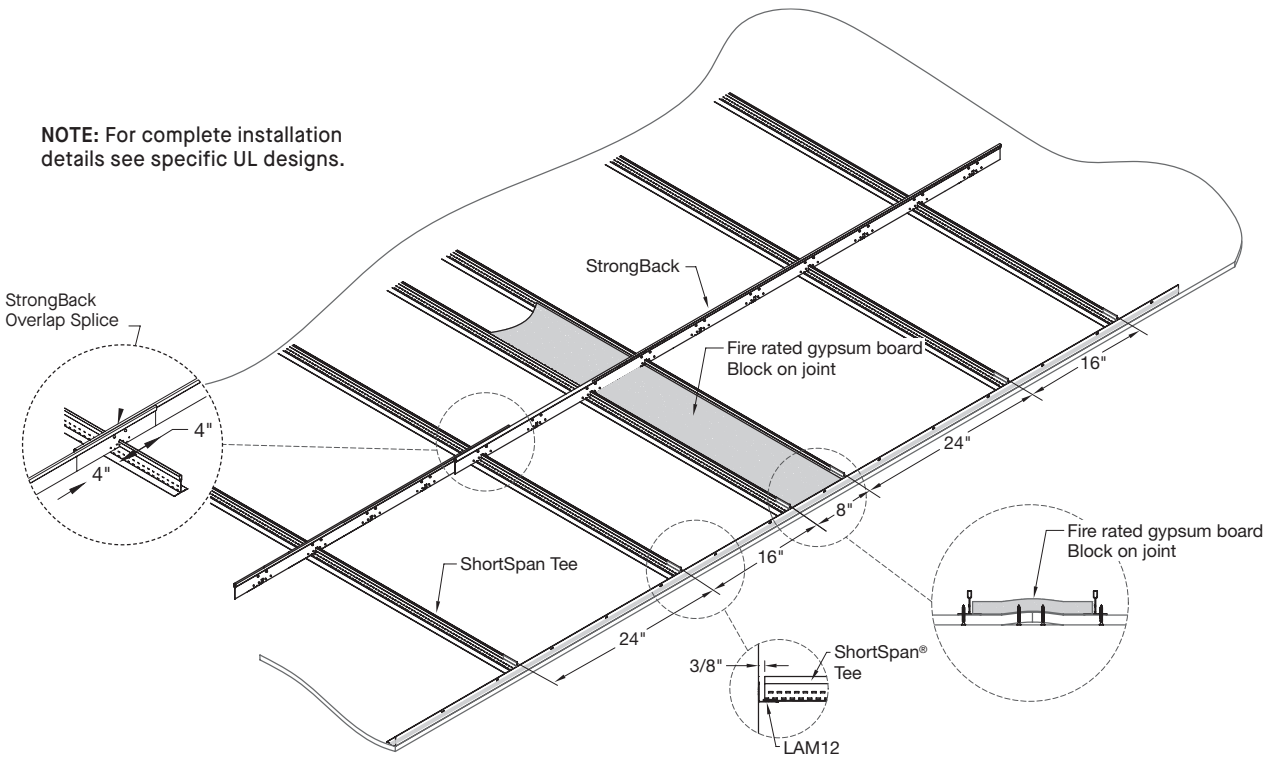 NOTE: For complete installation
details see specific UL designs.
StrongBack
StrongBack
Overlap Splice
Fire rated gypsum board
Block on joint
16"
24"
4"
4"
8"
16"
Fire rated gypsum board
Block on joint
ShortSpan Tee
24"
3/8"
ShortSpan®
Tee
LAM12